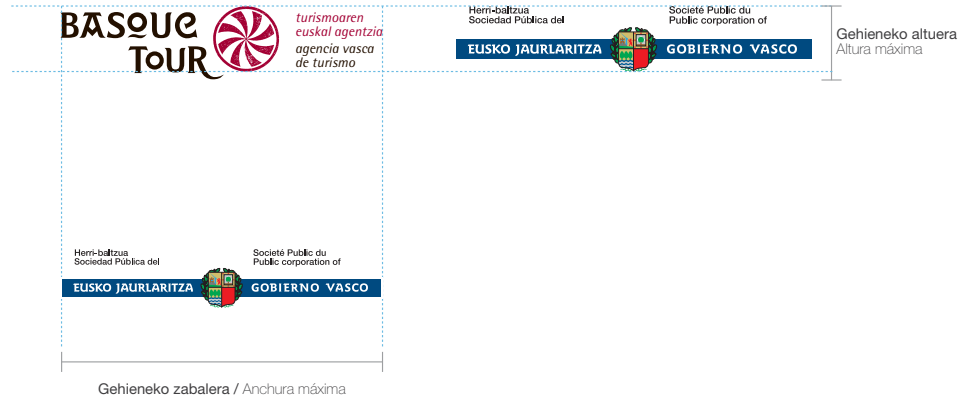 BASQUE
TOUR
turismoaren
euskal agentzia
agencia vasca
de turismo
Herri-baltzua
Sociedad Pública del
Societé Public du
Public corporation of
EUSKO JAURLARITZA
GOBIERNO VASCO
Gehieneko altuera
Altura máxima
Herri-baltzua
Sociedad Pública del
Societé Public du
Public corporation of
EUSKO JAURLARITZA
GOBIERNO VASCO
Gehieneko zabalera / Anchura máxima